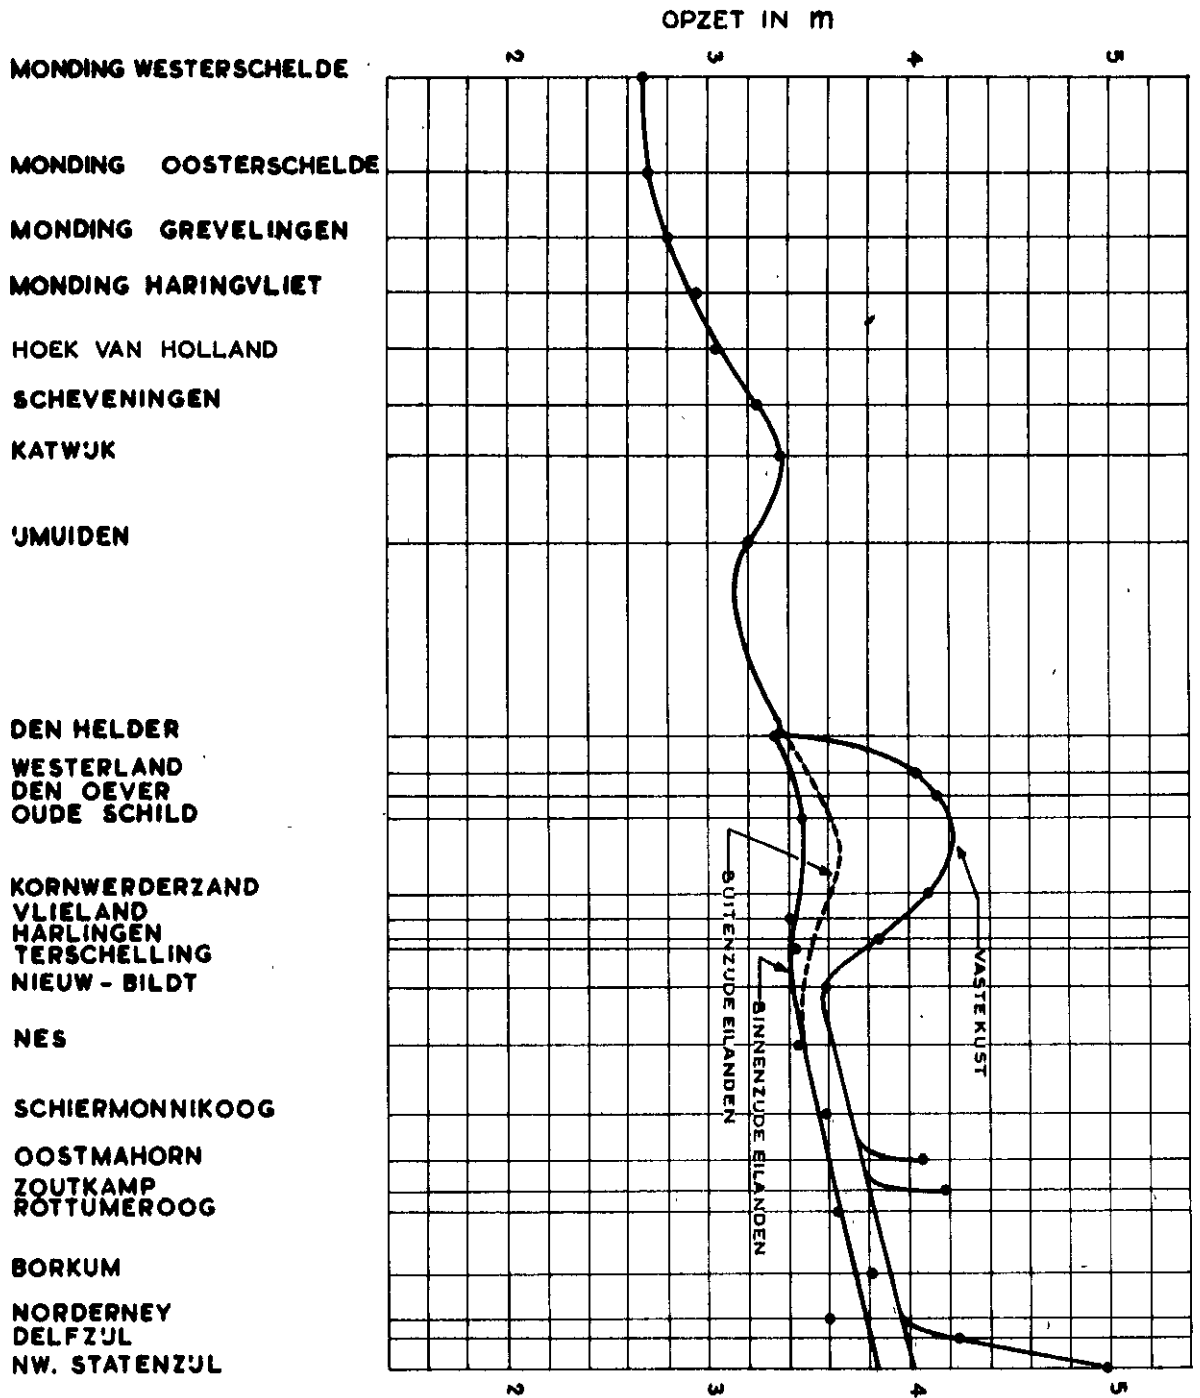 OPZET IN m
2 3 4 5
MONDING WESTERSCHELDE
MONDING OOSTERSCHELDE
MONDING GREVELINGEN
MONDING HARINGVLIET
HOEK VAN HOLLAND
SCHEVENINGEN
KATWIJK
IJMUIDEN
DEN HELDER
WESTERLAND
DEN OEVER
OUDE SCHILD
KORNWERDERZAND
VLIELAND
HARLINGEN
TERSCHELLING
NIEUW - BILDT
NES
SCHIERMONNIKOOG
OOSTMAHORN
ZOUTKAMP
ROTTUMEROOG
BORKUM
NORDERNEY
DELFZIJL
NW. STATENZIJL
BUITENZIJDE EILANDEN
BINNENZIJDE EILANDEN
VASTE KUST
2 3 4 5